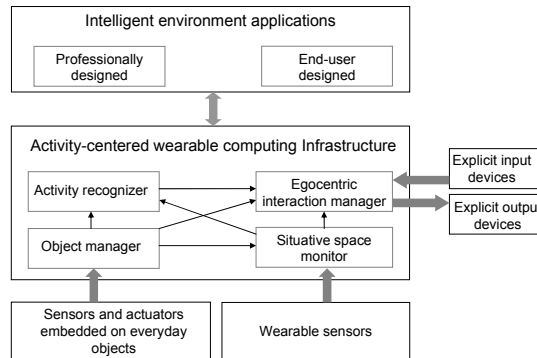 Intelligent environment applications
Professionally
designed
End-user
designed
Activity-centered wearable computing Infrastructure
Activity recognizer
Egocentric
interaction manager
Object manager
Situative space
monitor
Explicit input
devices
Explicit output
devices
Sensors and actuators
embedded on everyday
objects
Wearable sensors